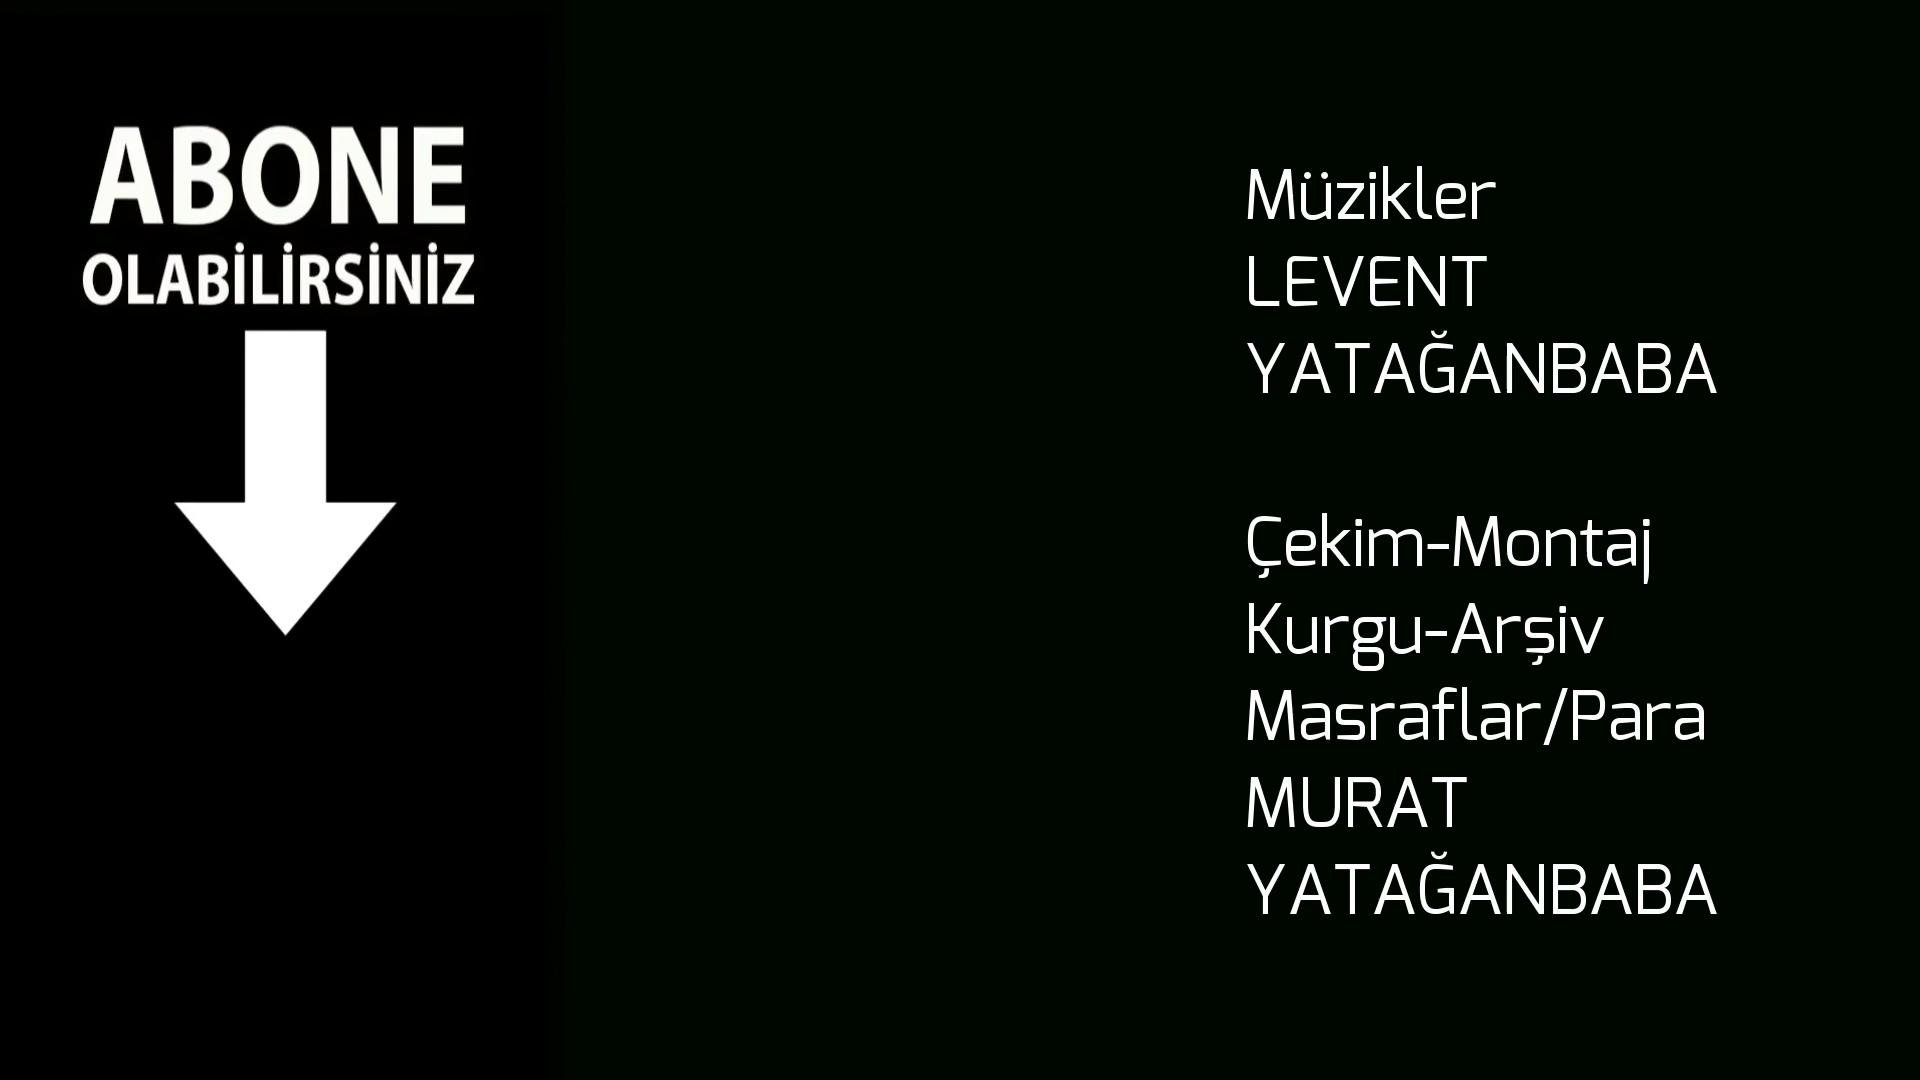 ABONE
OLABİLİRSİNİZ
Müzikler
LEVENT
YATAĞANBABA
Çekim-Montaj
Kurgu-Arşiv
Masraflar/Para
MURAT
YATAĞANBABA